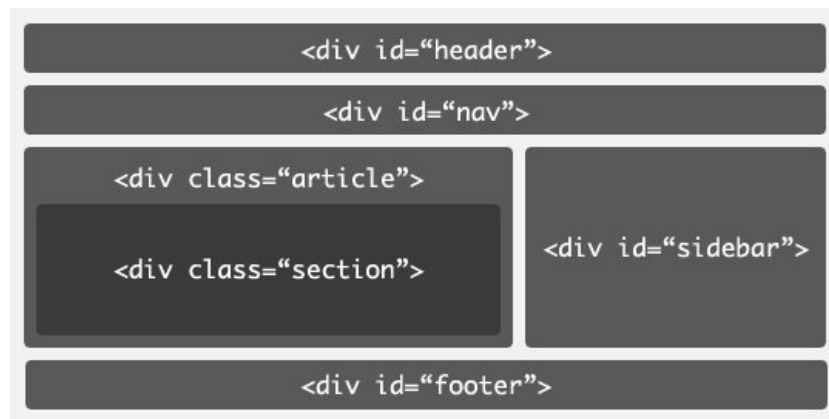 <div id=“header”>
<div id=“nav”>
<div class=“article”>
<div class=“section”>
<div id=“sidebar”>
<div id=“footer”>